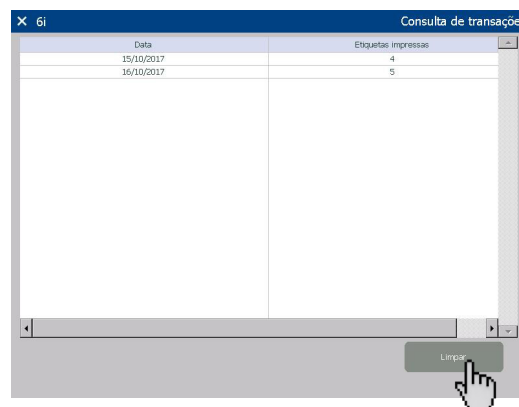 6i Consulta de transaçõe
Data Etiquetas impressas
15/10/2017 4
16/10/2017 5
Limpar